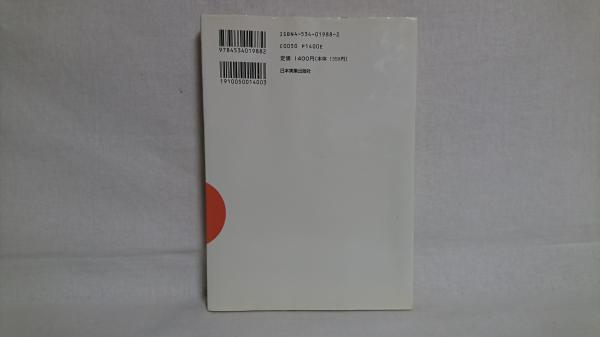 ISBN4-534-01988-2
C0050 P1400E
定価 1400円(本体 1359円)
日本実業出版社
9784534019882
1910050014003